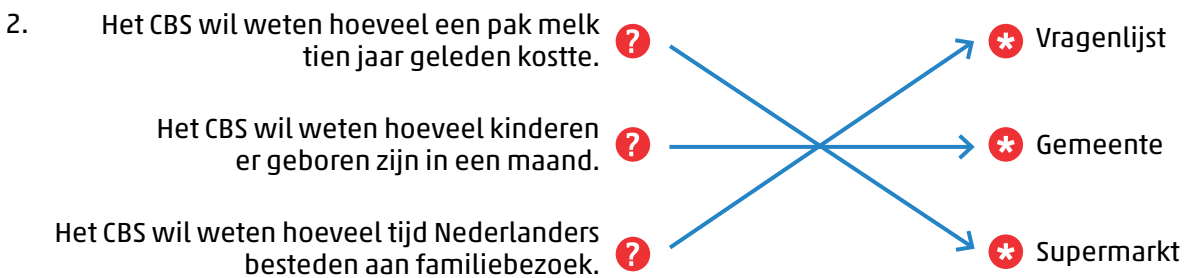 2. Het CBS wil weten hoeveel een pak melk
tien jaar geleden kostte.
? * Vragenlijst
Het CBS wil weten hoeveel kinderen
er geboren zijn in een maand.
? * Gemeente
Het CBS wil weten hoeveel tijd Nederlanders
besteden aan familiebezoek.
? * Supermarkt